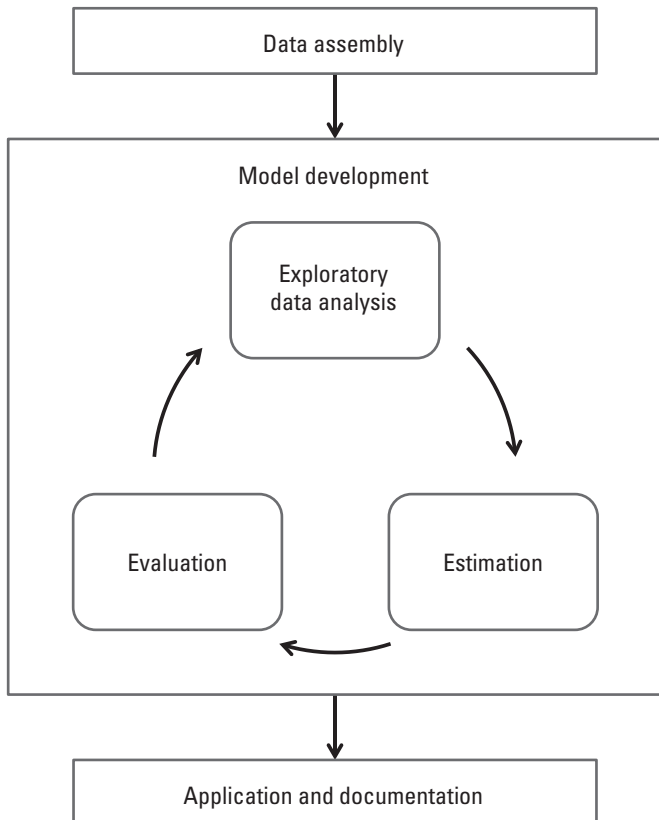 Data assembly
Model development
Exploratory
data analysis
Evaluation
Estimation
Application and documentation